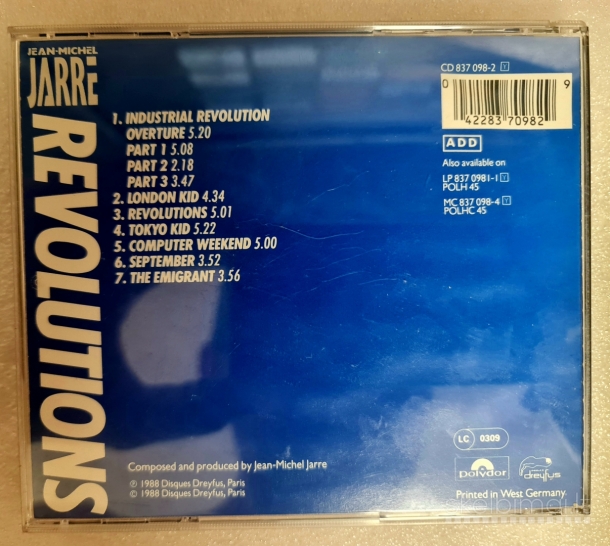 JEAN-MICHEL
JARRE
REVOLUTIONS
1. INDUSTRIAL REVOLUTION
OVERTURE 5.20
PART 1 5.08
PART 2 2.18
PART 3 3.47
2. LONDON KID 4.34
3. REVOLUTIONS 5.01
4. TOKYO KID 5.22
5. COMPUTER WEEKEND 5.00
6. SEPTEMBER 3.52
7. THE EMIGRANT 3.56
CD 837 098-2 Y
0 42283 70982 9
ADD
Also available on
LP 837 098 1-1 Y
POLH 45
MC 837 098-4 Y
POLHC 45
LC 0309
Polydor
dreyfus
Printed in West Germany
Composed and produced by Jean-Michel Jarre
℗ 1988 Disques Dreyfus, Paris
© 1988 Disques Dreyfus, Paris